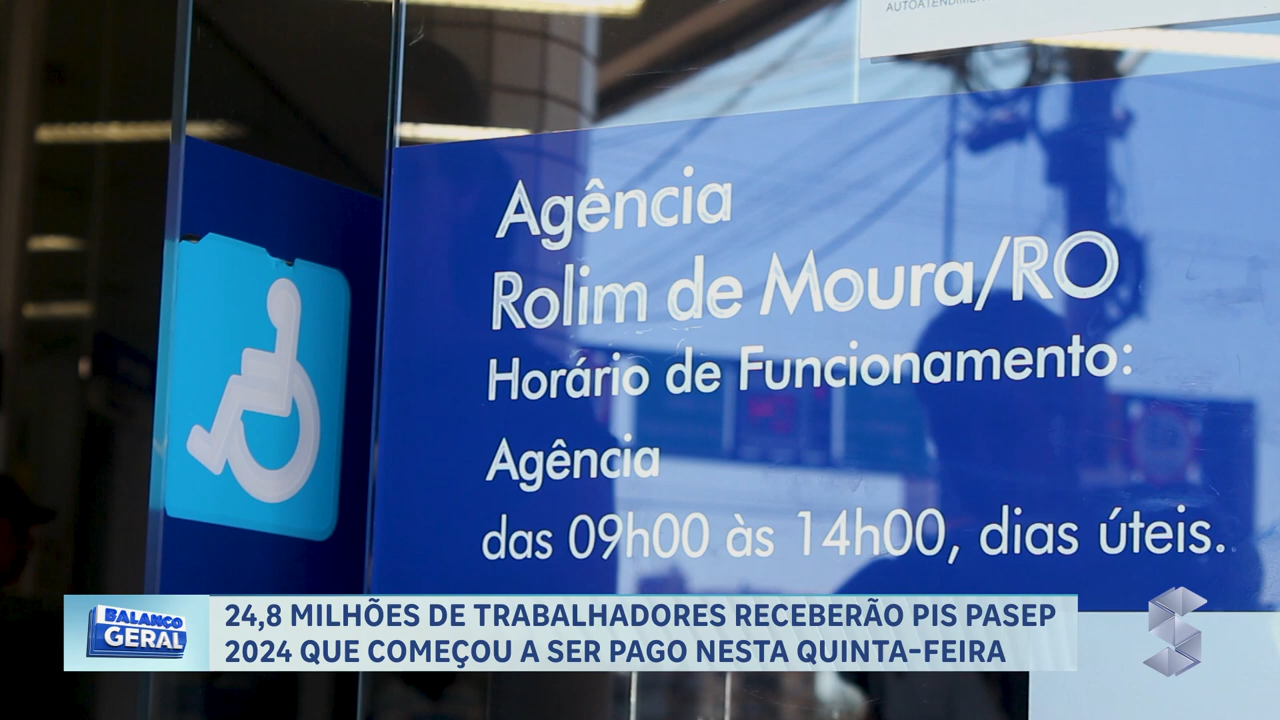 AUTOATENDIMEN
Agência
Rolim de Moura/RO
Horário de Funcionamento:
Agência
das 09h00 às 14h00, dias úteis.
BALANÇO
GERAL
24,8 MILHÕES DE TRABALHADORES RECEBERÃO PIS PASEP
2024 QUE COMEÇOU A SER PAGO NESTA QUINTA-FEIRA